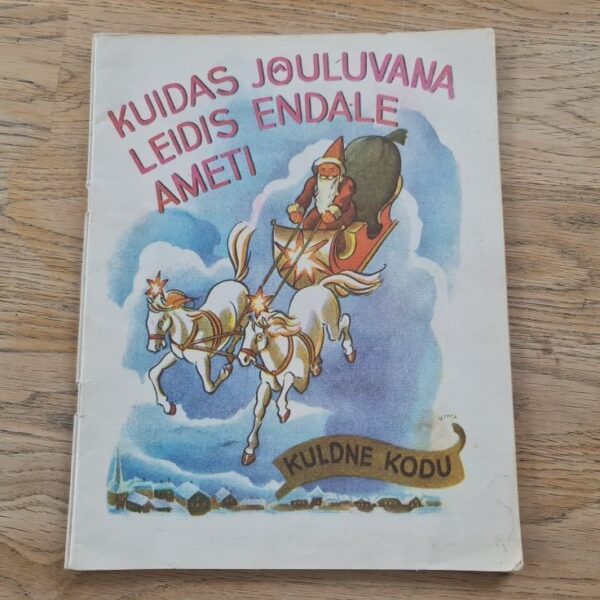 KUIDAS JÕULUVANA
LEIDIS ENDALE
AMETI
KULDNE KODU